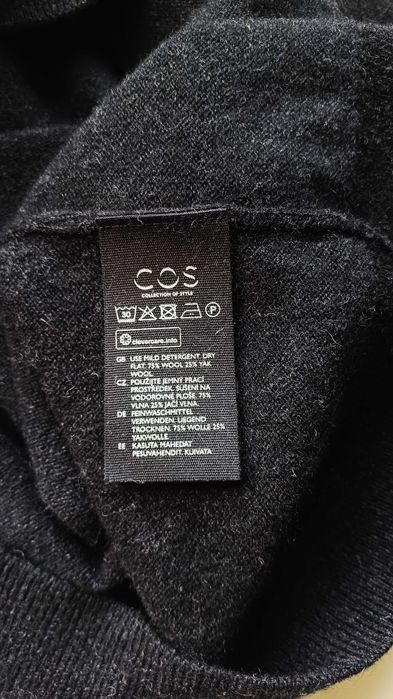 COS
COLLECTION OF STYLE
30 P
clevercare.info
GB USE MILD DETERGENT. DRY
FLAT. 75% WOOL 25% YAK
WOOL
CZ POUŽIJTE JEMNÝ PRACÍ
PROSTŘEDEK. SUŠENÍ NA
VODOROVNÉ PLOŠE. 75%
VLNA 25% JAČÍ VLNA
DE FEINWASCHMITTEL
VERWENDEN. LIEGEND
TROCKNEN. 75% WOLLE 25%
YAKWOLLE
EE KASUTA MAHEDAT
PESUVAHENDIT. KUIVATA